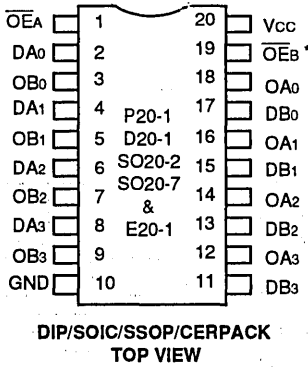 OEA 1 20 Vcc
DA0 2 19 OEB*
OB0 3 18 OA0
DA1 4 17 DB0
P20-1
OB1 5 16 OA1
D20-1
DA2 6 15 DB1
SO20-2
SO20-7
OB2 7 14 OA2
&
DA3 8 13 DB2
E20-1
OB3 9 12 OA3
GND 10 11 DB3
DIP/SOIC/SSOP/CERPACK
TOP VIEW